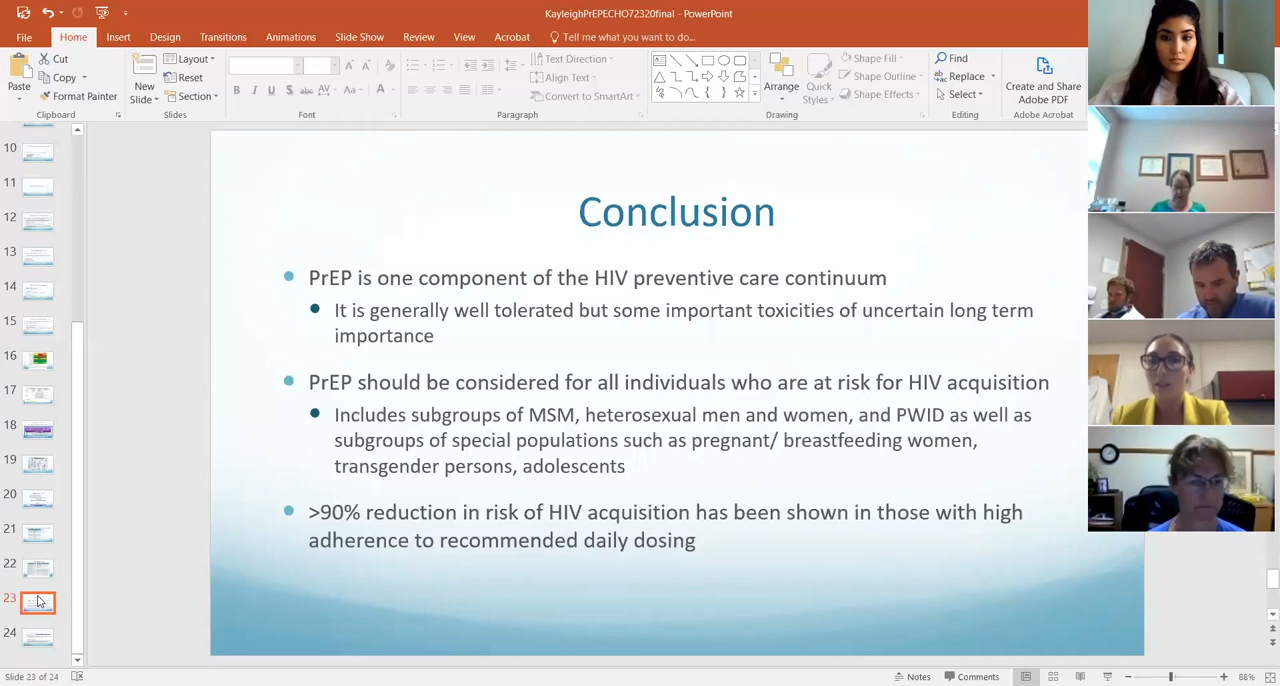 KayleighPrEPECHO72320final - PowerPoint
File Home Insert Design Transitions Animations Slide Show Review View Acrobat Tell me what you want to do...
Paste
Cut
Copy
Format Painter
Clipboard
New
Slide
Layout
Reset
Section
Slides
B I U S abc AV Aa A
Font
Text Direction
Align Text
Convert to SmartArt
Paragraph
Arrange
Quick
Styles
Shape Fill
Shape Outline
Shape Effects
Drawing
Find
Replace
Select
Editing
Create and Share
Adobe PDF
Adobe Acrobat
10
11
12
13
14
15
16
17
18
19
20
21
22
23
24
Conclusion
PrEP is one component of the HIV preventive care continuum
It is generally well tolerated but some important toxicities of uncertain long term
importance
PrEP should be considered for all individuals who are at risk for HIV acquisition
Includes subgroups of MSM, heterosexual men and women, and PWID as well as
subgroups of special populations such as pregnant/ breastfeeding women,
transgender persons, adolescents
>90% reduction in risk of HIV acquisition has been shown in those with high
adherence to recommended daily dosing
Slide 23 of 24
Notes Comments 88%